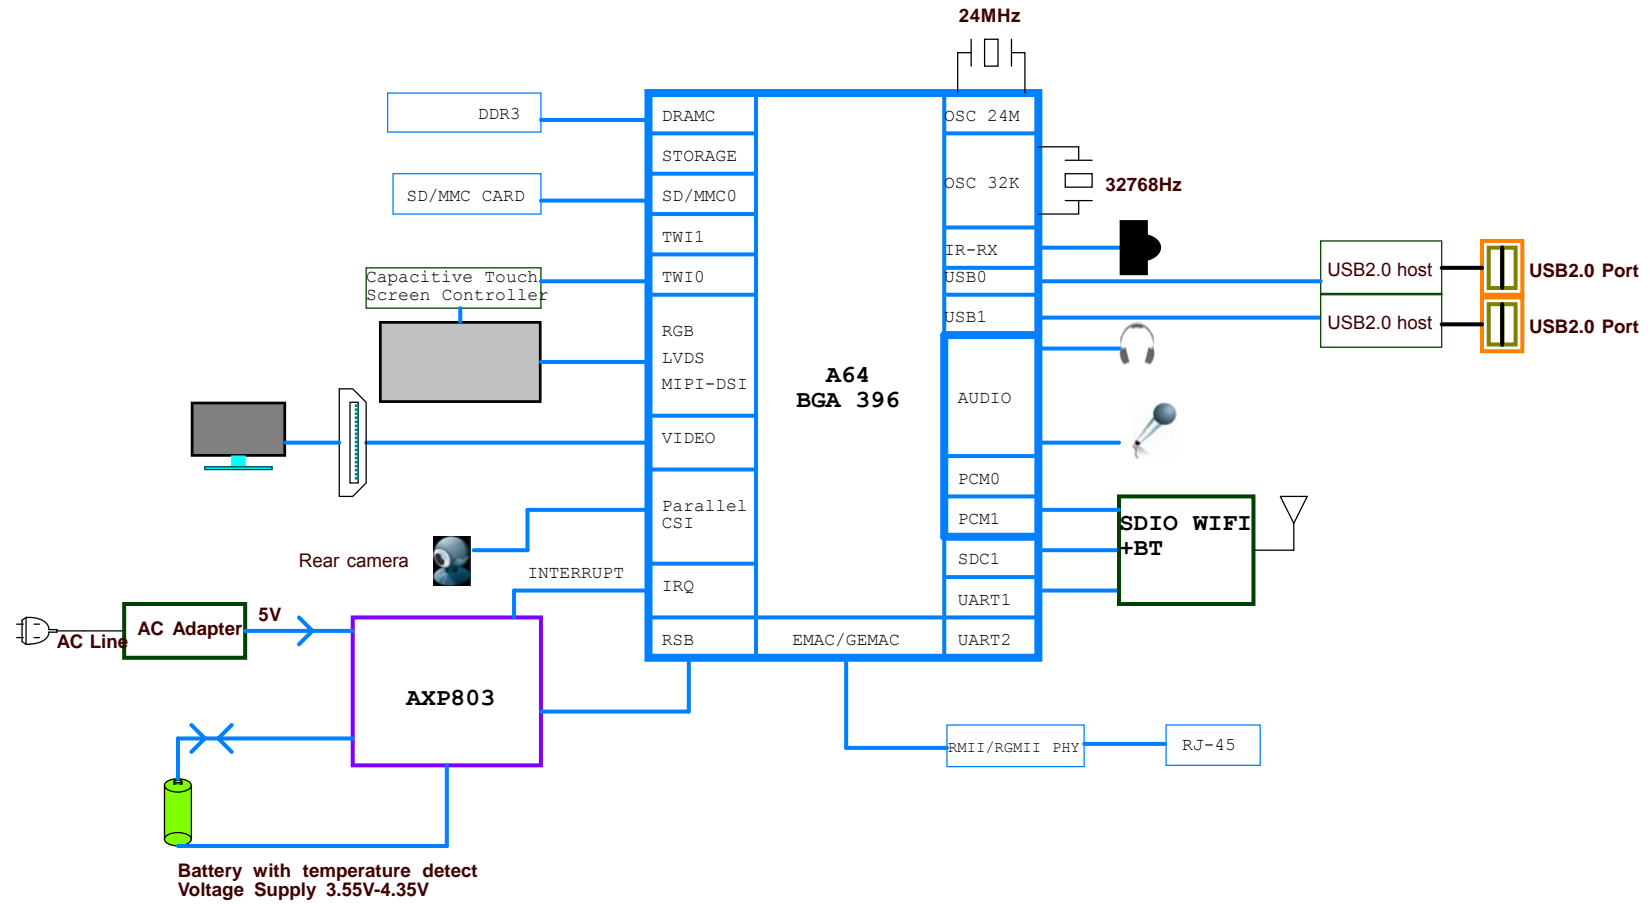 24MHz
DDR3
DRAMC
OSC 24M
STORAGE
OSC 32K
32768Hz
SD/MMC CARD
SD/MMC0
TWI1
IR-RX
Capacitive Touch
Screen Controller
TWI0
USB0
USB2.0 host
USB2.0 Port
USB1
USB2.0 host
USB2.0 Port
RGB
LVDS
MIPI-DSI
A64
BGA 396
AUDIO
VIDEO
PCM0
Parallel
CSI
PCM1
SDIO WIFI
+BT
Rear camera
SDC1
INTERRUPT
IRQ
UART1
5V
AC Line
AC Adapter
RSB
EMAC/GEMAC
UART2
AXP803
RMII/RGMII PHY
RJ-45
Battery with temperature detect
Voltage Supply 3.55V-4.35V